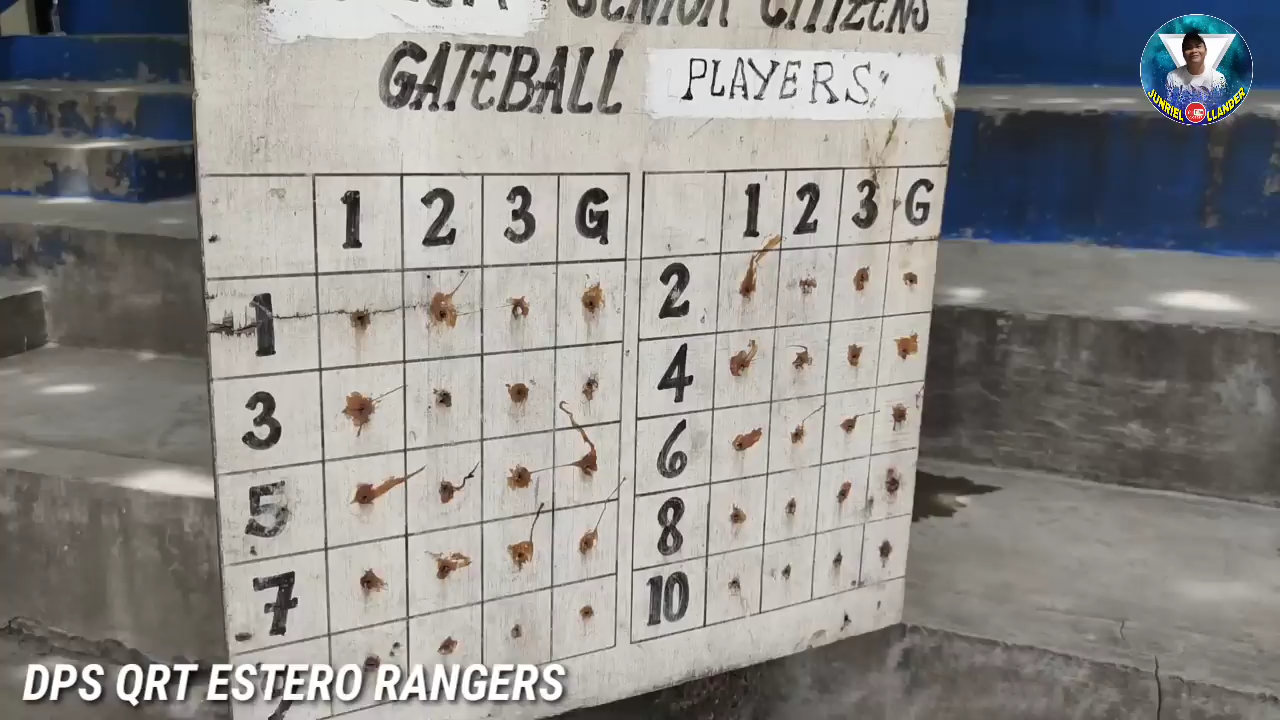 SENIOR CITIZENS
GATEBALL PLAYERS
1 2 3 G
1
3
5
7
1 2 3 G
2
4
6
8
10
DPS QRT ESTERO RANGERS
JUNRIEL LLANDER